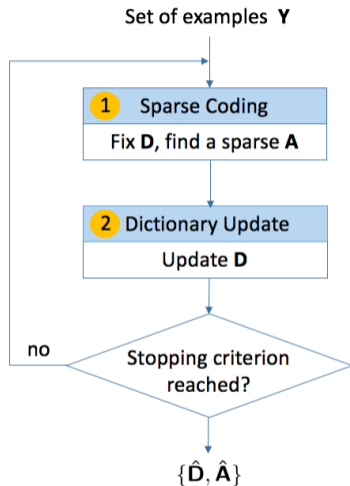 Set of examples Y
1 Sparse Coding
Fix D, find a sparse A
2 Dictionary Update
Update D
no
Stopping criterion
reached?
{D̂, Â}